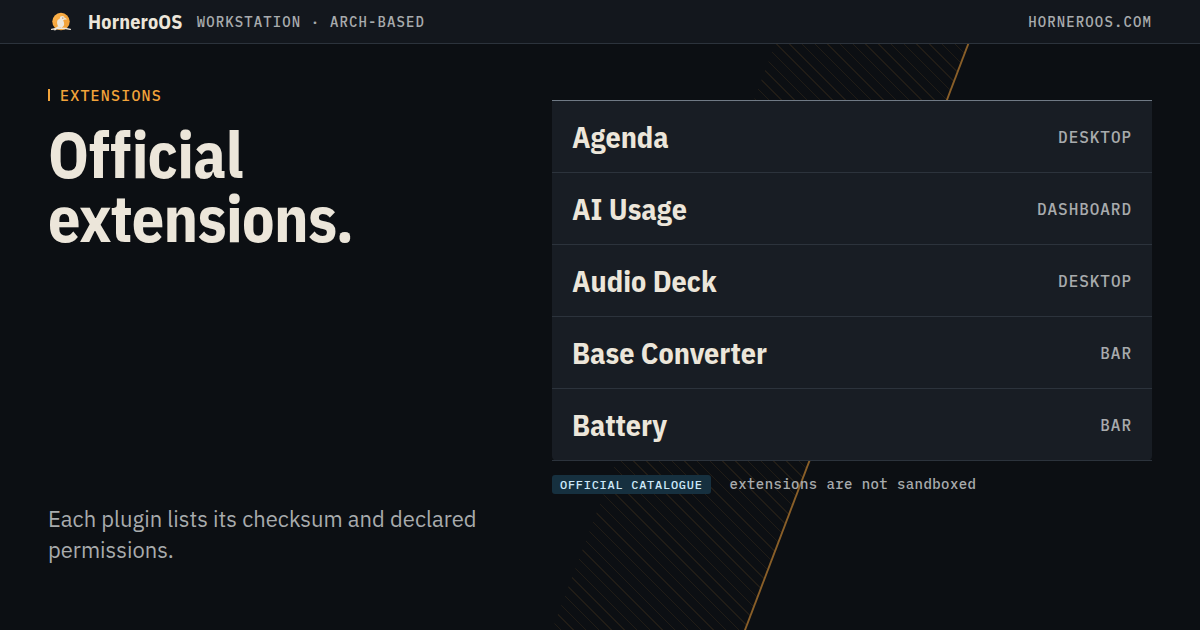 HorneroOS WORKSTATION · ARCH-BASED HORNEROOS.COM
EXTENSIONS
Official
extensions.
Each plugin lists its checksum and declared
permissions.
Agenda DESKTOP
AI Usage DASHBOARD
Audio Deck DESKTOP
Base Converter BAR
Battery BAR
OFFICIAL CATALOGUE extensions are not sandboxed